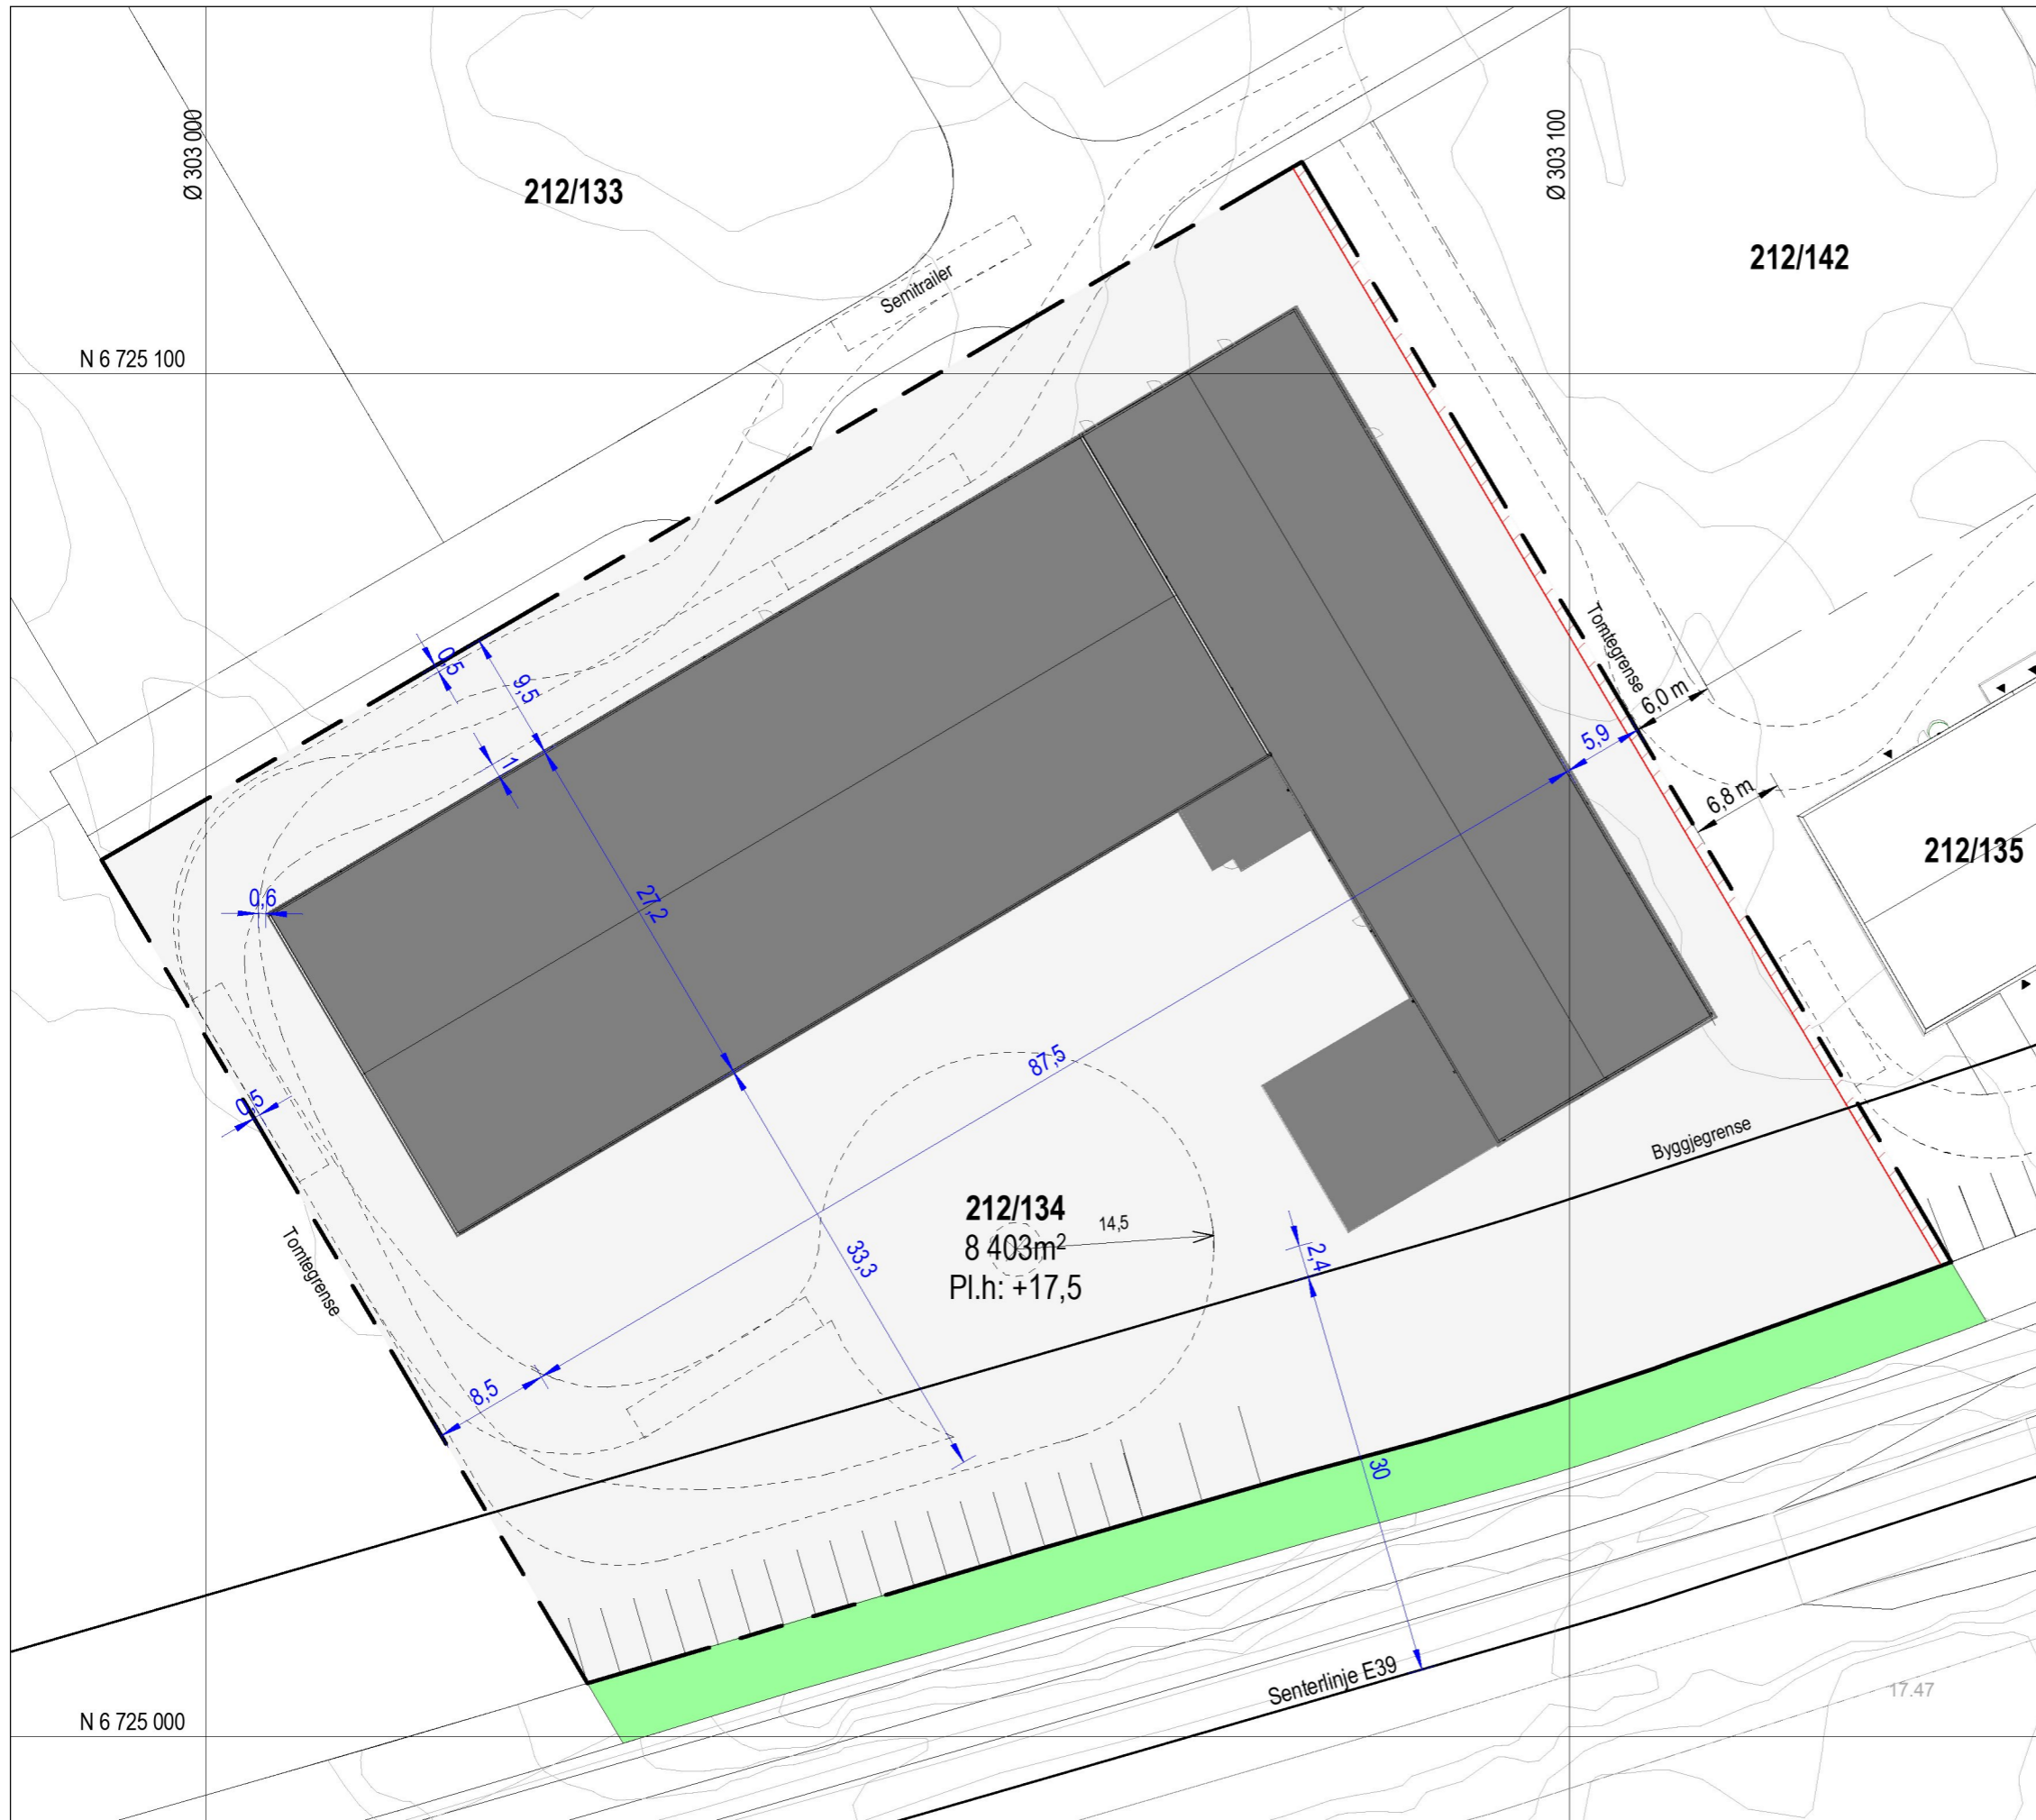 Ø 303 000
Ø 303 100
212/133
212/142
Semitrailer
N 6 725 100
Tomtegrense
0,5
9,5
6,0 m
1
5,9
6,8 m
212/135
0,6
27,2
87,5
0,5
Byggjegrense
212/134
8 403m²
Pl.h: +17,5
14,5
Tomtegrense
33,3
2,4
8,5
30
Senterlinje E39
17.47
N 6 725 000